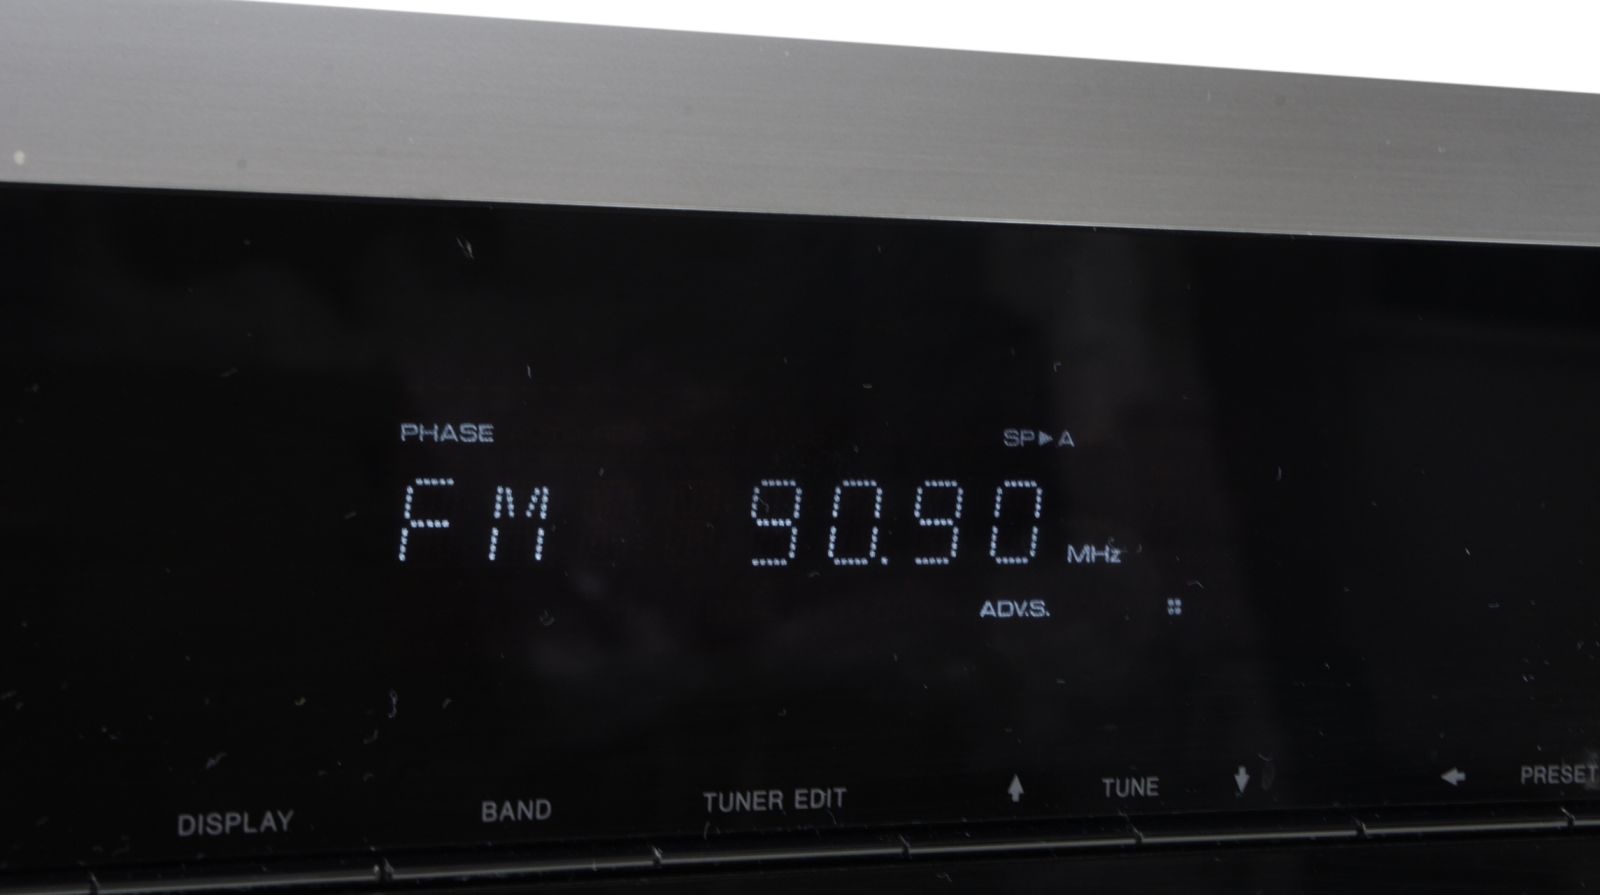 PHASE SP▶A
FM 90.90 MHz
ADV.S.
DISPLAY BAND TUNER EDIT ↑ TUNE ↓ ← PRESET